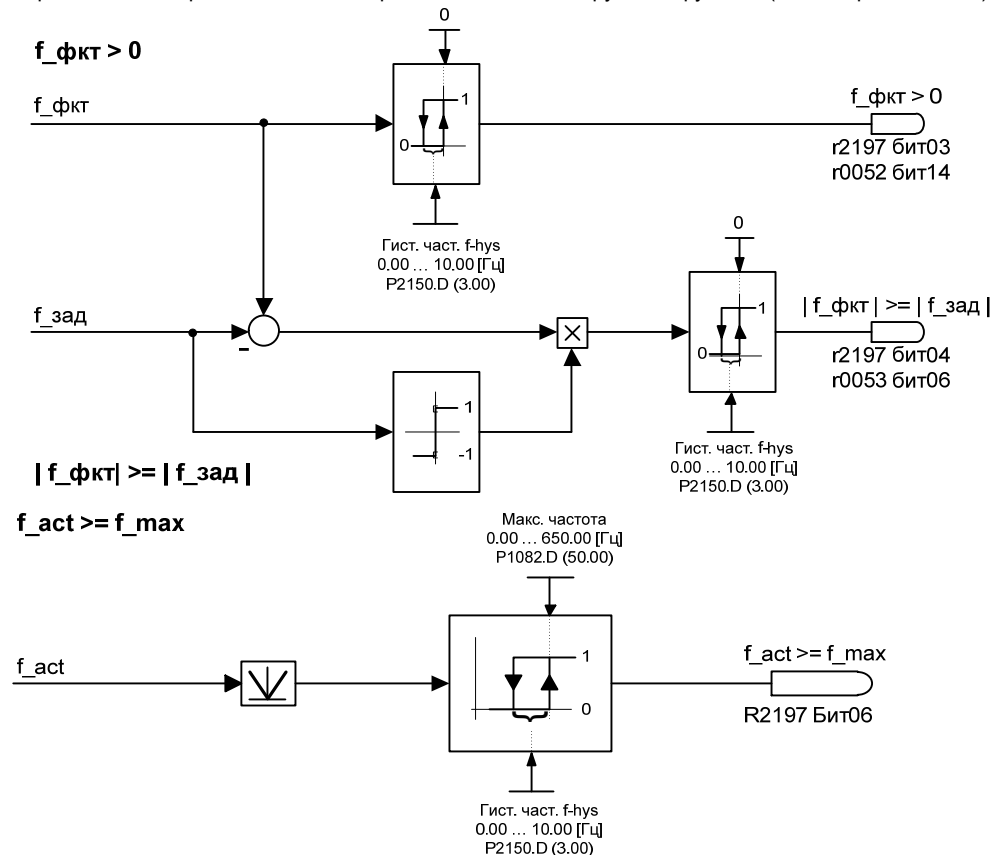 0
f_фкт > 0
f_фкт
1
0
f_фкт > 0
r2197 бит03
r0052 бит14
Гист. част. f-hys
0.00 ... 10.00 [Гц]
P2150.D (3.00)
0
f_зад
-
×
1
0
| f_фкт | >= | f_зад |
r2197 бит04
r0053 бит06
1
-1
Гист. част. f-hys
0.00 ... 10.00 [Гц]
P2150.D (3.00)
| f_фкт| >= | f_зад |
f_act >= f_max
Макс. частота
0.00 ... 650.00 [Гц]
P1082.D (50.00)
f_act
1
0
f_act >= f_max
R2197 Бит06
Гист. част. f-hys
0.00 ... 10.00 [Гц]
P2150.D (3.00)